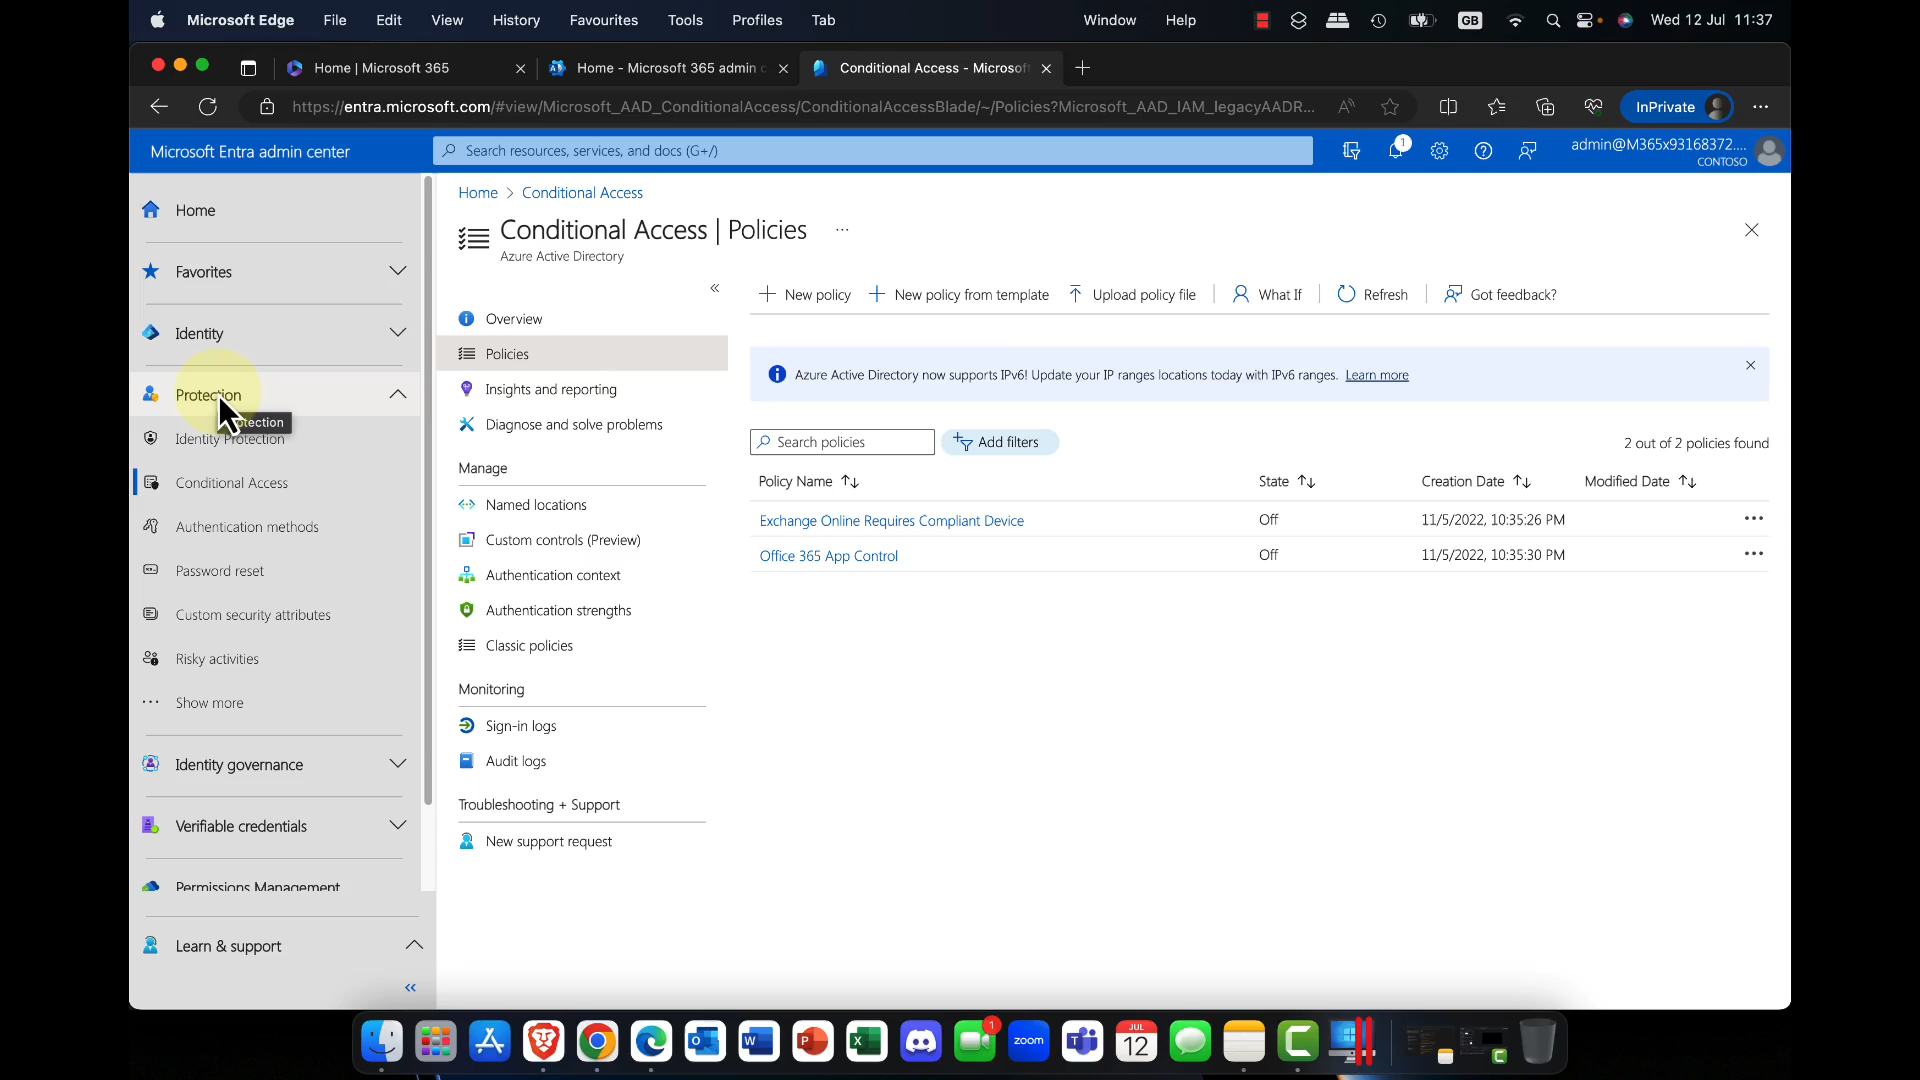 Microsoft Edge File Edit View History Favourites Tools Profiles Tab Window Help GB Wed 12 Jul 11:37
Home | Microsoft 365
Home - Microsoft 365 admin c
Conditional Access - Microsoft
https://entra.microsoft.com/#view/Microsoft_AAD_ConditionalAccess/ConditionalAccessBlade/~/Policies?Microsoft_AAD_IAM_legacyAADR...
InPrivate
Microsoft Entra admin center
Search resources, services, and docs (G+/)
1
admin@M365x93168372....
CONTOSO
Home
Favorites
Identity
Protection
Protection
Identity Protection
Conditional Access
Authentication methods
Password reset
Custom security attributes
Risky activities
Show more
Identity governance
Verifiable credentials
Permissions Management
Learn & support
Home > Conditional Access
Conditional Access | Policies
Azure Active Directory
Overview
Policies
Insights and reporting
Diagnose and solve problems
Manage
Named locations
Custom controls (Preview)
Authentication context
Authentication strengths
Classic policies
Monitoring
Sign-in logs
Audit logs
Troubleshooting + Support
New support request
New policy New policy from template Upload policy file What If Refresh Got feedback?
Azure Active Directory now supports IPv6! Update your IP ranges locations today with IPv6 ranges. Learn more
Search policies
Add filters
2 out of 2 policies found
Policy Name State Creation Date Modified Date
Exchange Online Requires Compliant Device Off 11/5/2022, 10:35:26 PM
Office 365 App Control Off 11/5/2022, 10:35:30 PM
1
zoom
JUL
12